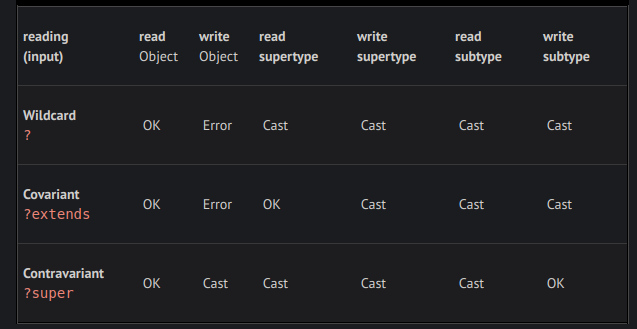 reading read write read write read write
(input) Object Object supertype supertype subtype subtype
Wildcard
? OK Error Cast Cast Cast Cast
Covariant
?extends OK Error OK Cast Cast Cast
Contravariant
?super OK Cast Cast Cast Cast OK